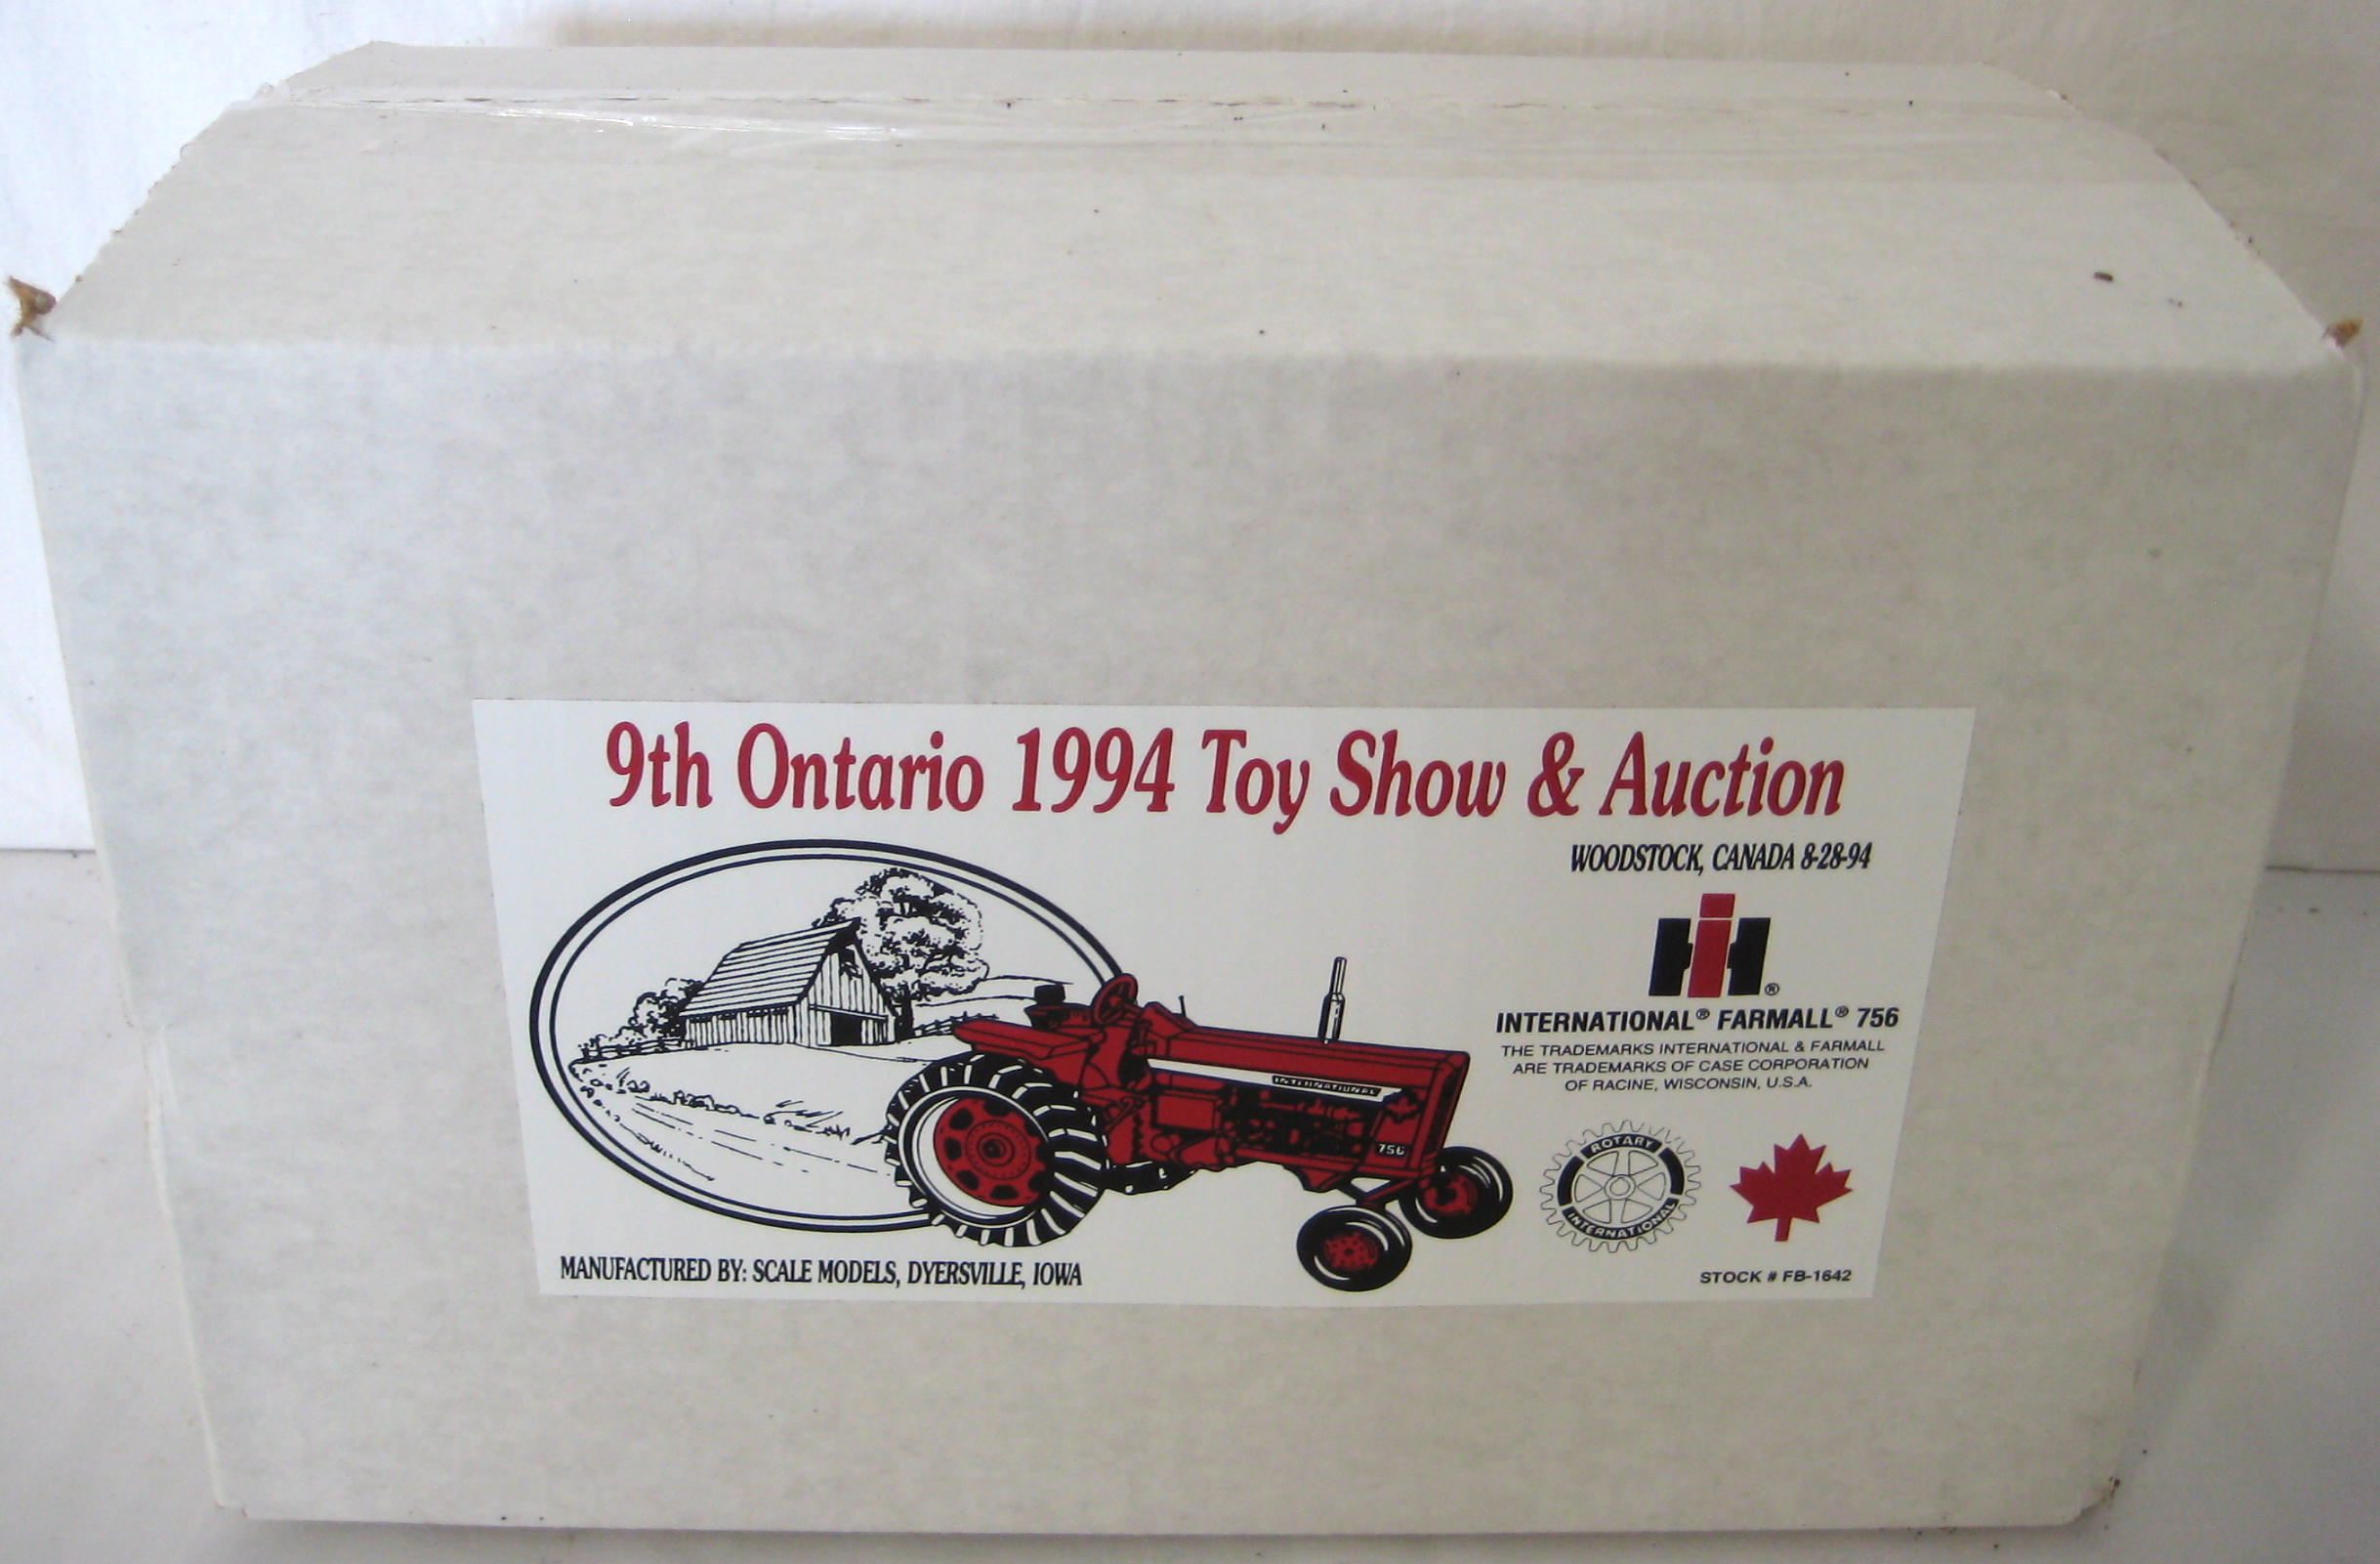 9th Ontario 1994 Toy Show & Auction
WOODSTOCK, CANADA 8-28-94
IH®
INTERNATIONAL® FARMALL® 756
THE TRADEMARKS INTERNATIONAL & FARMALL
ARE TRADEMARKS OF CASE CORPORATION
OF RACINE, WISCONSIN, U.S.A.
INTERNATIONAL
756
ROTARY
INTERNATIONAL
MANUFACTURED BY: SCALE MODELS, DYERSVILLE, IOWA
STOCK # FB-1642